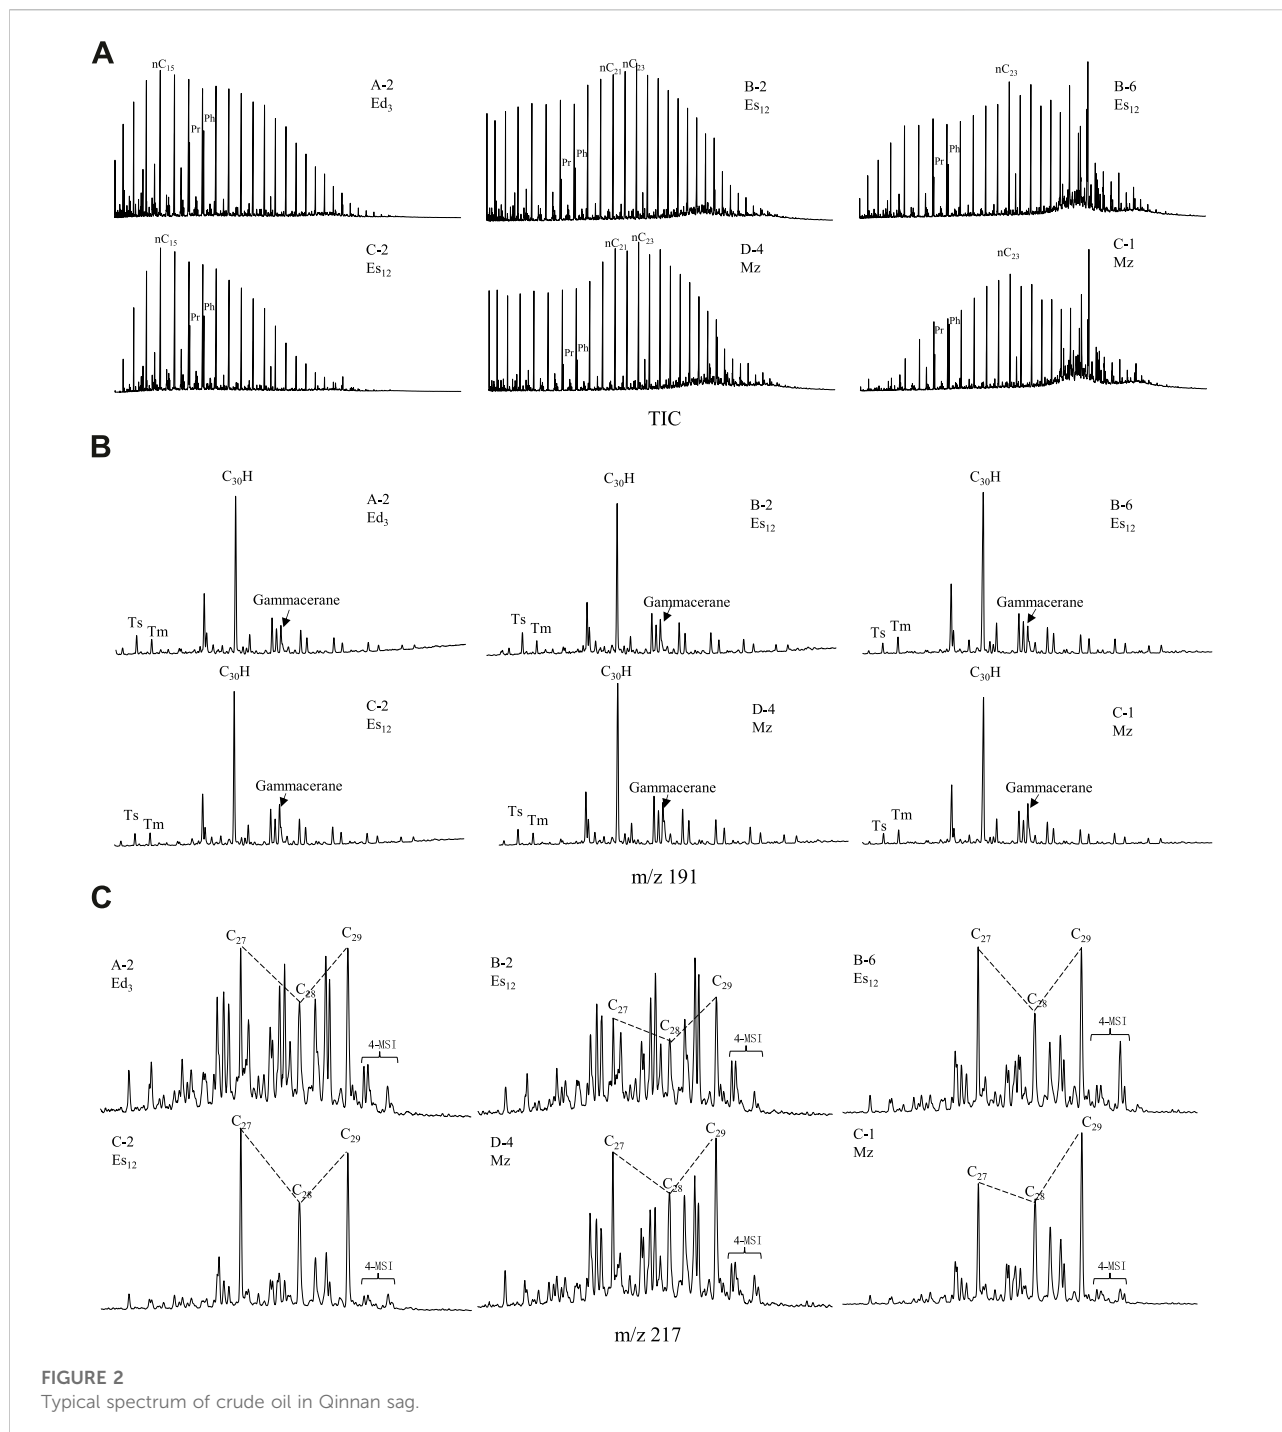 A
nC15
Pr
Ph
A-2
Ed3
nC21 nC23
Pr
Ph
B-2
Es12
nC23
Pr
Ph
B-6
Es12
nC15
Pr
Ph
C-2
Es12
nC21
nC23
Pr
Ph
D-4
Mz
nC23
Pr
Ph
C-1
Mz
TIC
B
C30H
Ts
Tm
Gammacerane
A-2
Ed3
C30H
Ts
Tm
Gammacerane
B-2
Es12
C30H
Ts
Tm
Gammacerane
B-6
Es12
C30H
Ts
Tm
Gammacerane
C-2
Es12
C30H
Ts
Tm
Gammacerane
D-4
Mz
C30H
Ts
Tm
Gammacerane
C-1
Mz
m/z 191
C
A-2
Ed3
C27
C28
C29
4-MSI
B-2
Es12
C27
C28
C29
4-MSI
B-6
Es12
C27
C28
C29
4-MSI
C-2
Es12
C27
C28
C29
4-MSI
D-4
Mz
C27
C28
C29
4-MSI
C-1
Mz
C27
C28
C29
4-MSI
m/z 217
FIGURE 2
Typical spectrum of crude oil in Qinnan sag.